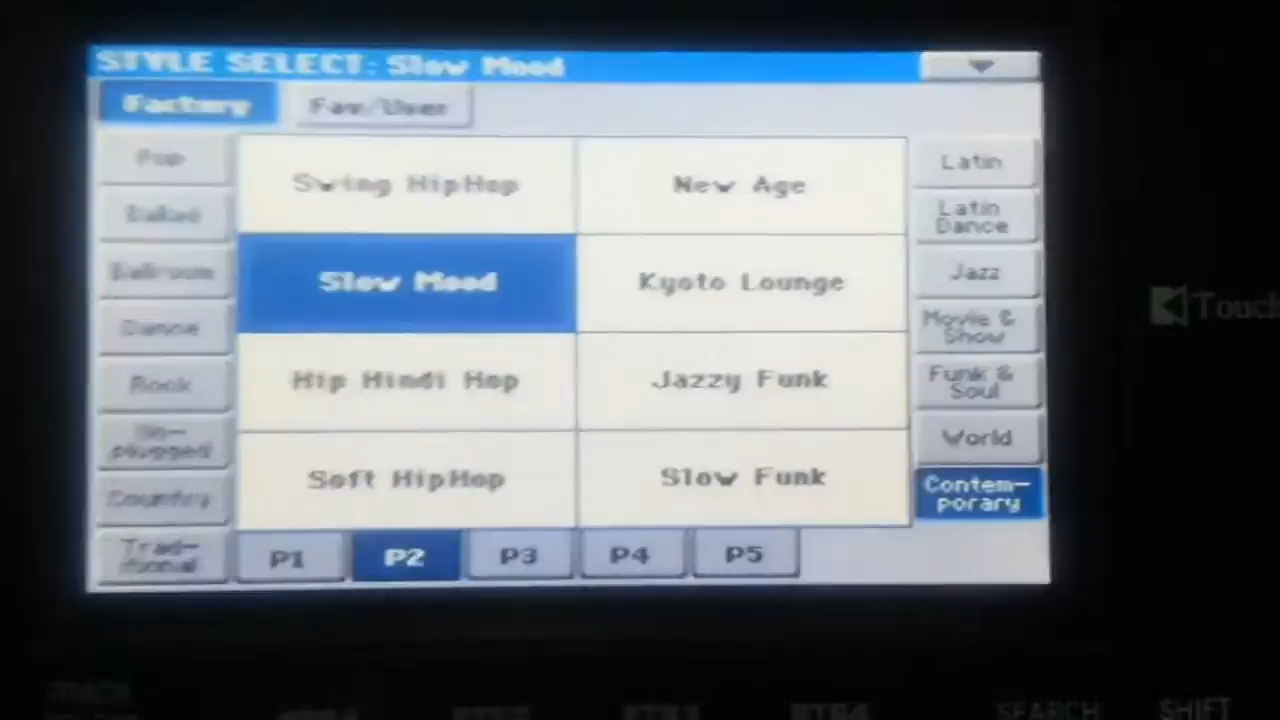 STYLE SELECT: Slow Mood
Factory
Fav/User
Pop
Ballad
Ballroom
Dance
Rock
Un-
plugged
Country
Trad-
itional
Swing HipHop
New Age
Slow Mood
Kyoto Lounge
Hip Hindi Hop
Jazzy Funk
Soft HipHop
Slow Funk
Latin
Latin
Dance
Jazz
Movie &
Show
Funk &
Soul
World
Contem-
porary
P1
P2
P3
P4
P5
Touch
TRACK
SEARCH
SHIFT